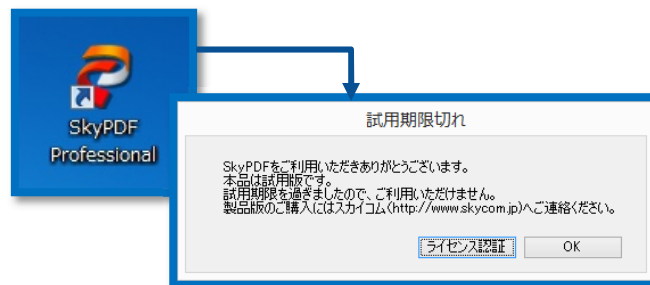 SkyPDF
Professional
試用期限切れ
SkyPDFをご利用いただきありがとうございます。
本品は試用版です。
試用期限を過ぎましたので、ご利用いただけません。
製品版のご購入にはスカイコム(http://www.skycom.jp)へご連絡ください。
ライセンス認証
OK